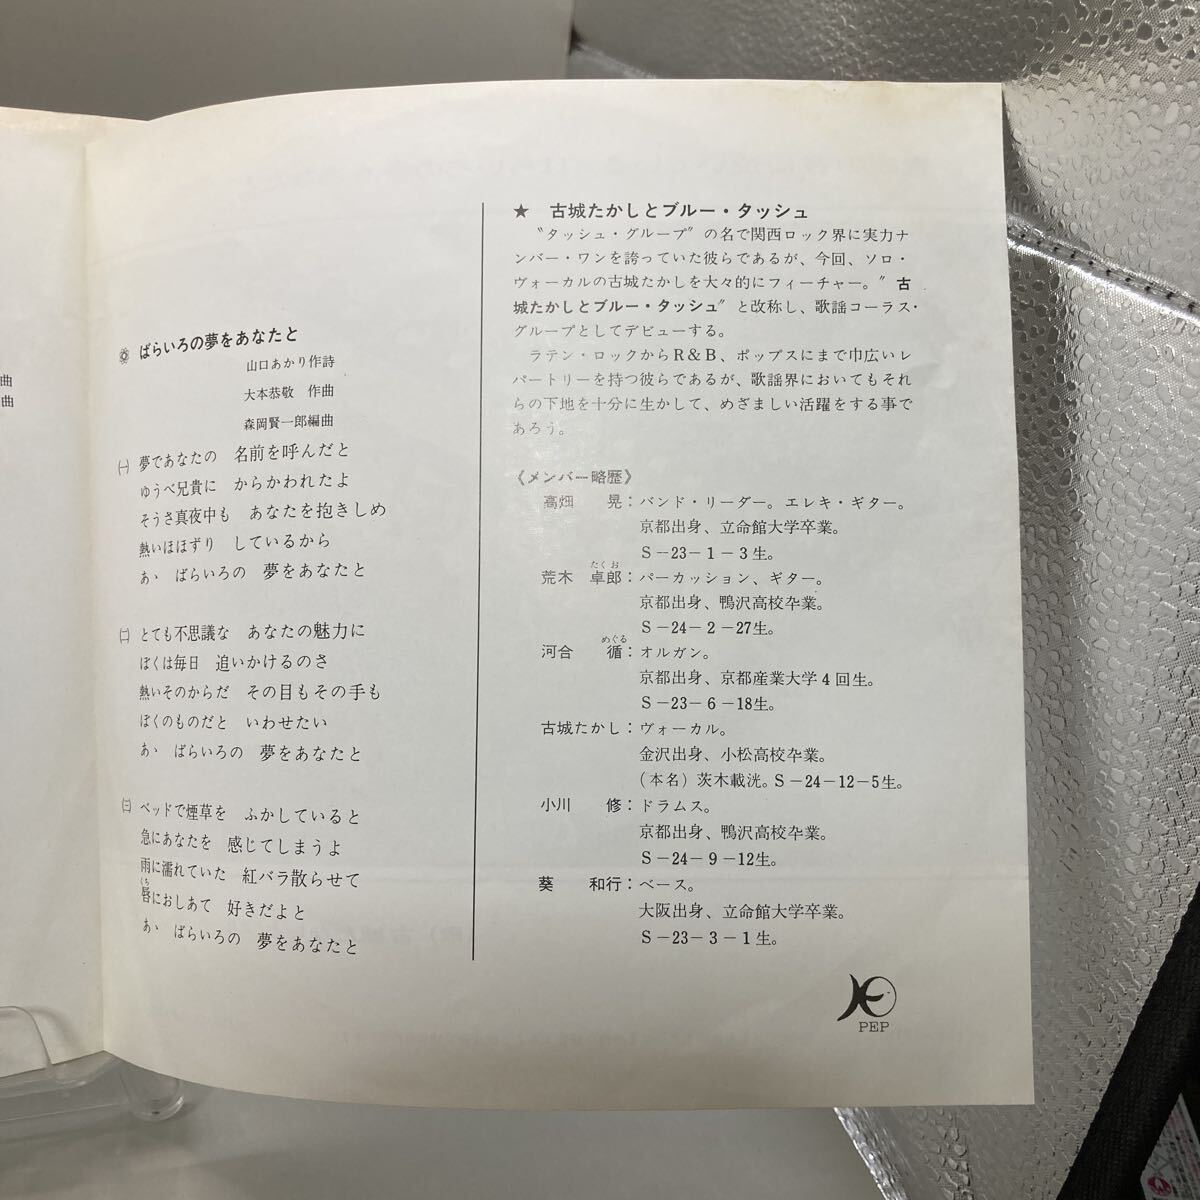 曲
曲
ばらいろの夢をあなたと
山口あかり作詩
大本恭敬　作曲
森岡賢一郎編曲
㈠ 夢であなたの　名前を呼んだと
ゆうべ兄貴に　からかわれたよ
そうさ真夜中も　あなたを抱きしめ
熱いほほずり　しているから
あゝ　ばらいろの　夢をあなたと
㈡ とても不思議な　あなたの魅力に
ぼくは毎日　追いかけるのさ
熱いそのからだ　その目もその手も
ぼくのものだと　いわせたい
あゝ　ばらいろの　夢をあなたと
㈢ ベッドで煙草を　ふかしていると
急にあなたを　感じてしまうよ
雨に濡れていた　紅バラ散らせて
くち
唇におしあて　好きだよと
あゝ　ばらいろの　夢をあなたと
★　古城たかしとブルー・タッシュ
〝タッシュ・グループ〟の名で関西ロック界に実力ナ
ンバー・ワンを誇っていた彼らであるが、今回、ソロ・
ヴォーカルの古城たかしを大々的にフィーチャー。〝古
城たかしとブルー・タッシュ〟と改称し、歌謡コーラス・
グループとしてデビューする。
ラテン・ロックからR＆B、ポップスにまで巾広いレ
パートリーを持つ彼らであるが、歌謡界においてもそれ
らの下地を十分に生かして、めざましい活躍をする事で
あろう。
《メンバー略歴》
高畑　晃：バンド・リーダー。エレキ・ギター。
京都出身、立命館大学卒業。
S－23－1－3生。
たくお
荒木　卓郎：パーカッション、ギター。
京都出身、鴨沢高校卒業。
S－24－2－27生。
めぐる
河合　循：オルガン。
京都出身、京都産業大学4回生。
S－23－6－18生。
古城たかし：ヴォーカル。
金沢出身、小松高校卒業。
（本名）茨木載洸。S－24－12－5生。
小川　修：ドラムス。
京都出身、鴨沢高校卒業。
S－24－9－12生。
葵　和行：ベース。
大阪出身、立命館大学卒業。
S－23－3－1生。
PEP